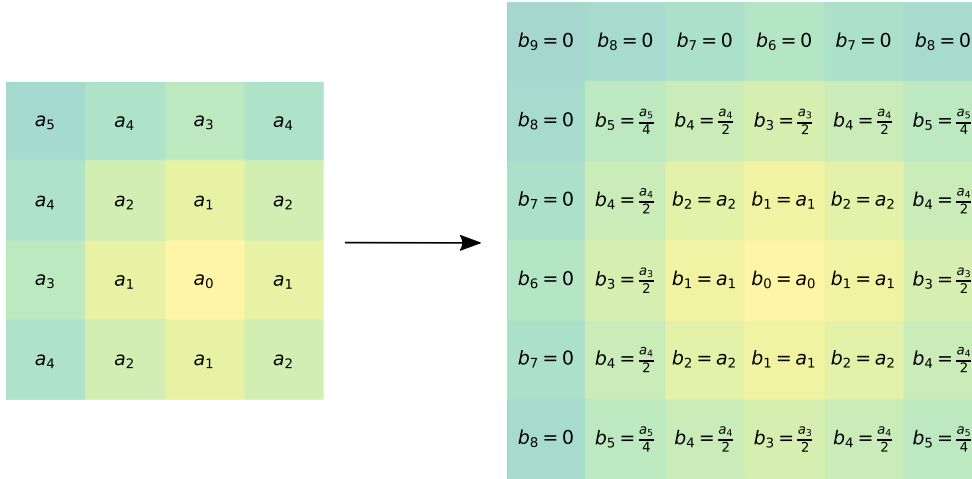 b₉ = 0 b₈ = 0 b₇ = 0 b₆ = 0 b₇ = 0 b₈ = 0
a₅ a₄ a₃ a₄ b₈ = 0 b₅ = a₅/4 b₄ = a₄/2 b₃ = a₃/2 b₄ = a₄/2 b₅ = a₅/4
a₄ a₂ a₁ a₂ b₇ = 0 b₄ = a₄/2 b₂ = a₂ b₁ = a₁ b₂ = a₂ b₄ = a₄/2
a₃ a₁ a₀ a₁ b₆ = 0 b₃ = a₃/2 b₁ = a₁ b₀ = a₀ b₁ = a₁ b₃ = a₃/2
a₄ a₂ a₁ a₂ b₇ = 0 b₄ = a₄/2 b₂ = a₂ b₁ = a₁ b₂ = a₂ b₄ = a₄/2
b₈ = 0 b₅ = a₅/4 b₄ = a₄/2 b₃ = a₃/2 b₄ = a₄/2 b₅ = a₅/4